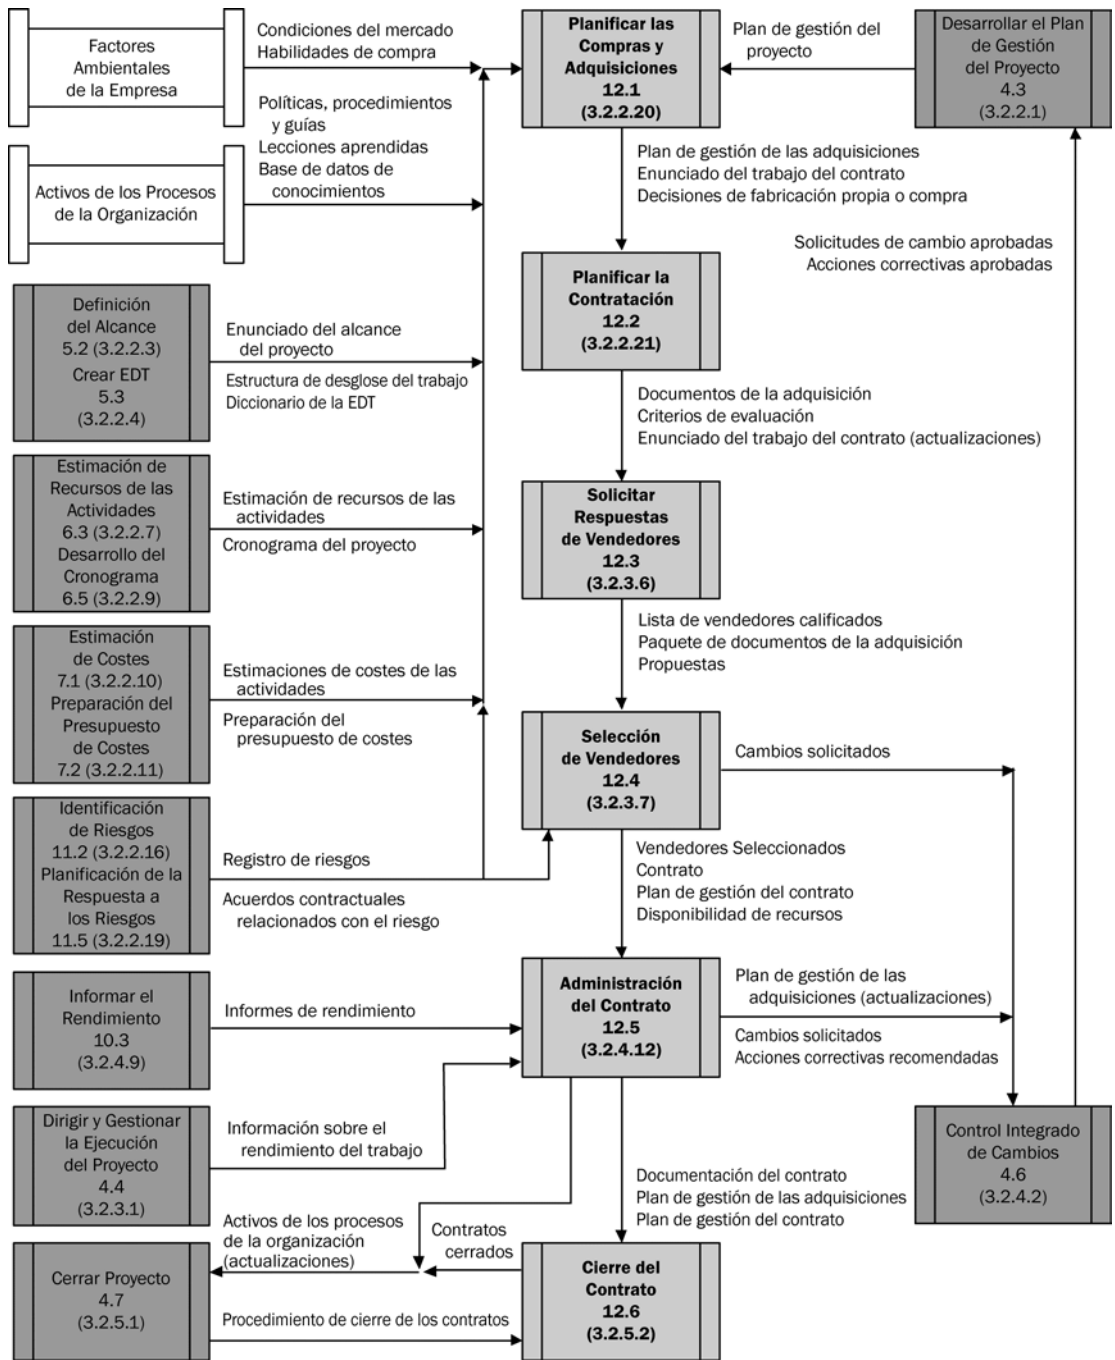 Factores
Ambientales
de la Empresa
Condiciones del mercado
Habilidades de compra
Planificar las
Compras y
Adquisiciones
12.1
(3.2.2.20)
Plan de gestión del
proyecto
Desarrollar el Plan
de Gestión
del Proyecto
4.3
(3.2.2.1)
Políticas, procedimientos
y guías
Lecciones aprendidas
Base de datos de
conocimientos
Activos de los Procesos
de la Organización
Plan de gestión de las adquisiciones
Enunciado del trabajo del contrato
Decisiones de fabricación propia o compra
Solicitudes de cambio aprobadas
Acciones correctivas aprobadas
Planificar la
Contratación
12.2
(3.2.2.21)
Definición
del Alcance
5.2 (3.2.2.3)
Crear EDT
5.3
(3.2.2.4)
Enunciado del alcance
del proyecto
Estructura de desglose del trabajo
Diccionario de la EDT
Documentos de la adquisición
Criterios de evaluación
Enunciado del trabajo del contrato (actualizaciones)
Estimación de
Recursos de las
Actividades
6.3 (3.2.2.7)
Desarrollo del
Cronograma
6.5 (3.2.2.9)
Estimación de recursos de las
actividades
Cronograma del proyecto
Solicitar
Respuestas
de Vendedores
12.3
(3.2.3.6)
Lista de vendedores calificados
Paquete de documentos de la adquisición
Propuestas
Estimación
de Costes
7.1 (3.2.2.10)
Preparación del
Presupuesto
de Costes
7.2 (3.2.2.11)
Estimaciones de costes de las
actividades
Preparación del
presupuesto de costes
Selección
de Vendedores
12.4
(3.2.3.7)
Cambios solicitados
Identificación
de Riesgos
11.2 (3.2.2.16)
Planificación de la
Respuesta a
los Riesgos
11.5 (3.2.2.19)
Registro de riesgos
Acuerdos contractuales
relacionados con el riesgo
Vendedores Seleccionados
Contrato
Plan de gestión del contrato
Disponibilidad de recursos
Informar el
Rendimiento
10.3
(3.2.4.9)
Informes de rendimiento
Administración
del Contrato
12.5
(3.2.4.12)
Plan de gestión de las
adquisiciones (actualizaciones)
Cambios solicitados
Acciones correctivas recomendadas
Dirigir y Gestionar
la Ejecución
del Proyecto
4.4
(3.2.3.1)
Información sobre el
rendimiento del trabajo
Control Integrado
de Cambios
4.6
(3.2.4.2)
Documentación del contrato
Plan de gestión de las adquisiciones
Plan de gestión del contrato
Activos de los procesos
de la organización
(actualizaciones)
Contratos
cerrados
Cerrar Proyecto
4.7
(3.2.5.1)
Procedimiento de cierre de los contratos
Cierre del
Contrato
12.6
(3.2.5.2)